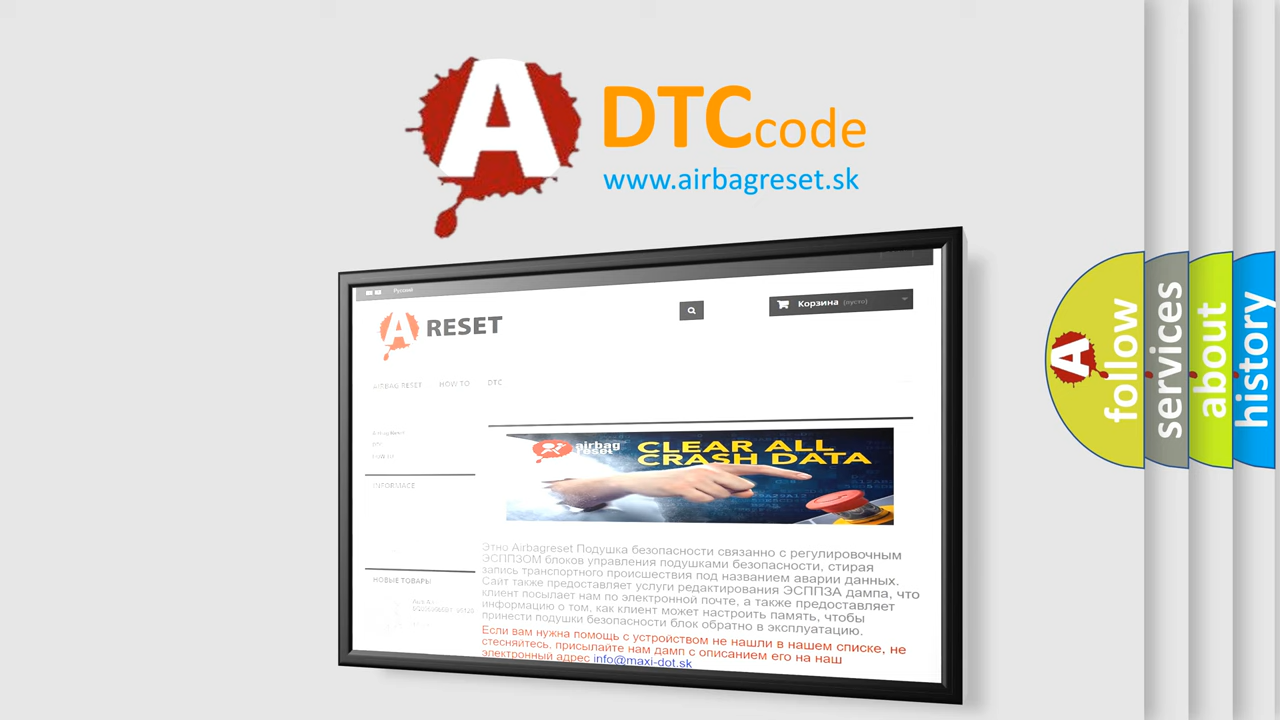 A DTCcode
www.airbagreset.sk
Русский
A RESET
Корзина (пусто)
AIRBAG RESET HOW TO DTC
INFORMACE
НОВЫЕ ТОВАРЫ
airbag
reset
CLEAR ALL
CRASH DATA
Этно Airbagreset Подушка безопасности связанно с регулировочным
ЭСППЗОМ блоков управления подушками безопасности, стирая
запись транспортного происшествия под названием аварии данных.
Сайт также предоставляет услуги редактирования ЭСППЗА дампа, что
клиент посылает нам по электронной почте, а также предоставляет
информацию о том, как клиент может настроить память, чтобы
принести подушки безопасности блок обратно в эксплуатацию.
Если вам нужна помощь с устройством не нашли в нашем списке, не
стесняйтесь, присылайте нам дамп с описанием его на наш
электронный адрес info@maxi-dot.sk
A follow
services
about
history